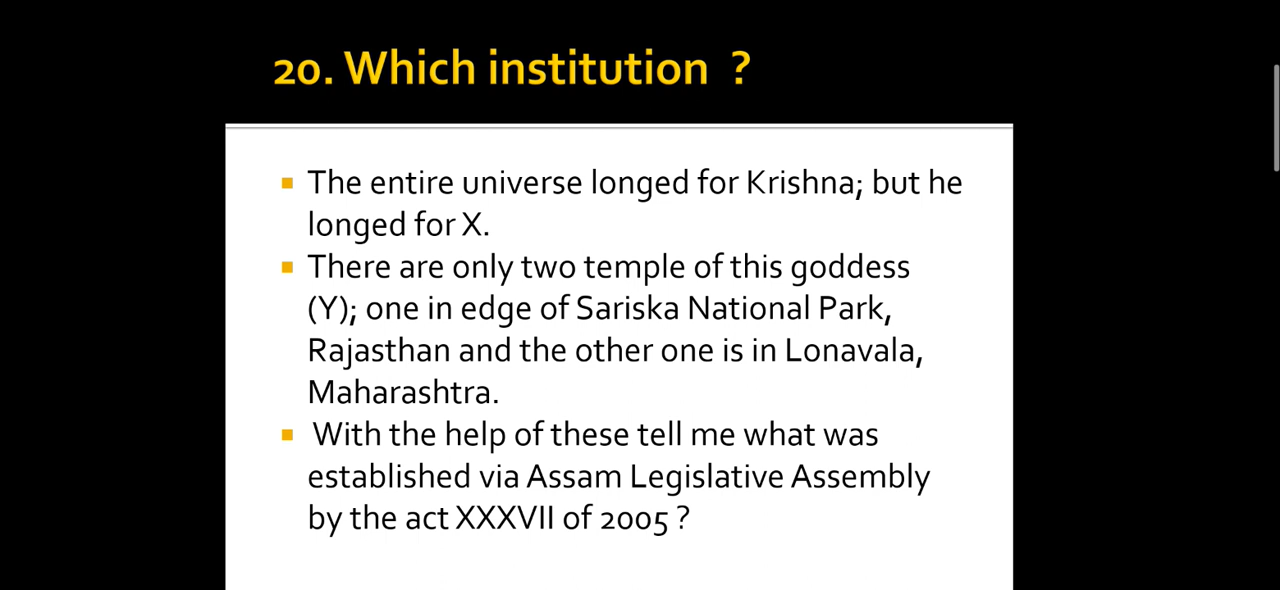 20. Which institution ?
The entire universe longed for Krishna; but he
longed for X.
There are only two temple of this goddess
(Y); one in edge of Sariska National Park,
Rajasthan and the other one is in Lonavala,
Maharashtra.
With the help of these tell me what was
established via Assam Legislative Assembly
by the act XXXVII of 2005 ?